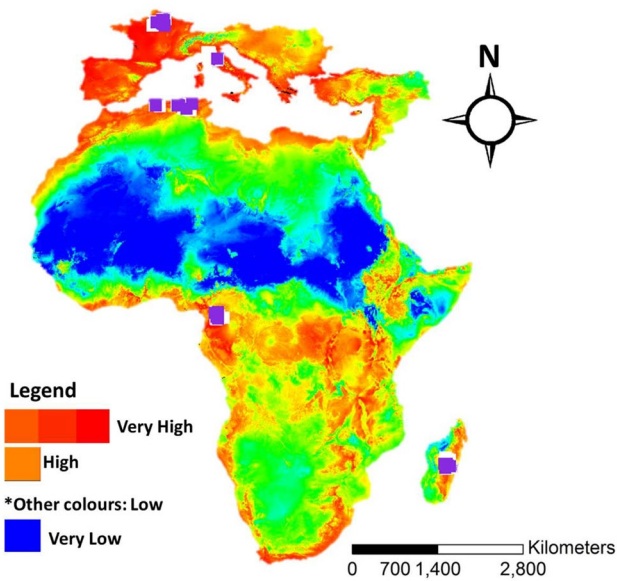 N
Legend
Very High
High
*Other colours: Low
Very Low
Kilometers
0 700 1,400 2,800